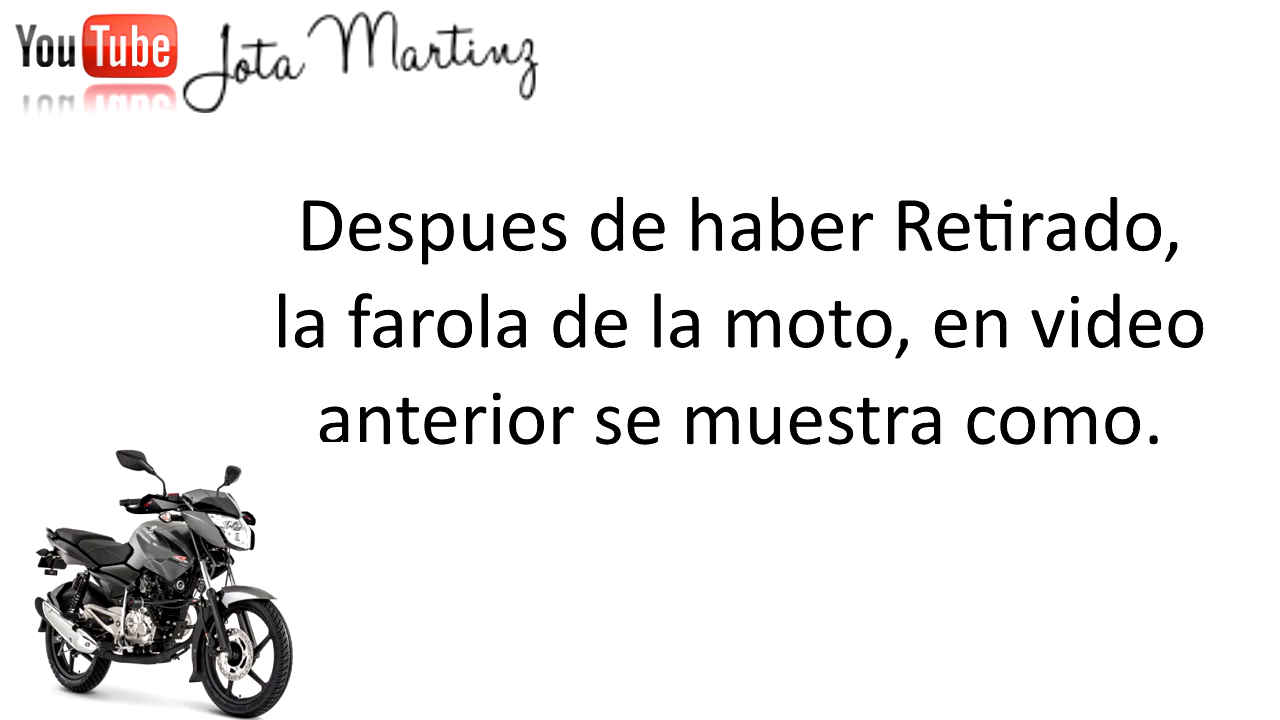 YouTube Jota Martinz
Despues de haber Retirado,
la farola de la moto, en video
anterior se muestra como.